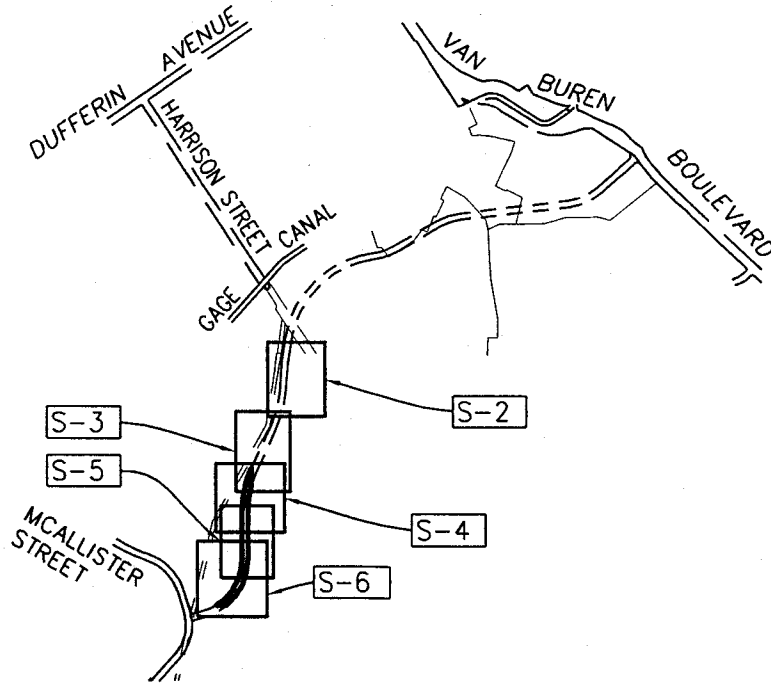 DUFFERIN AVENUE
VAN BUREN BOULEVARD
HARRISON STREET
GAGE CANAL
S-2
S-3
S-5
S-4
MCALLISTER
STREET
S-6